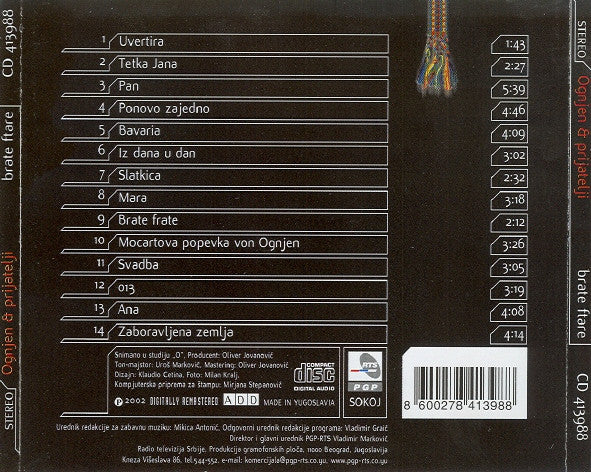 CD 413988
brate ftare
Ognjen & prijatelji
STEREO
1 Uvertira 1:43
2 Tetka Jana 2:27
3 Pan 5:39
4 Ponovo zajedno 4:46
5 Bavaria 4:09
6 Iz dana u dan 3:02
7 Slatkica 2:32
8 Mara 3:18
9 Brate frate 2:12
10 Mocartova popevka von Ognjen 3:26
11 Svadba 3:05
12 013 3:19
13 Ana 4:08
14 Zaboravljena zemlja 4:14
Snimano u studiju „O“, Producent: Oliver Jovanović
Ton-majstor: Uroš Marković, Mastering: Oliver Jovanović
Dizajn: Klaudio Cetina, Foto: Milan Kralj,
Kompjuterska priprema za štampu: Mirjana Stepanović
℗ 2002 DIGITALLY REMASTERED ADD MADE IN YUGOSLAVIA
COMPACT
disc
DIGITAL AUDIO
RTS
PGP
SOKOJ
8 600278 413988
Urednik redakcije za zabavnu muziku: Mikica Antonić, Odgovorni urednik redakcije programa: Vladimir Graić
Direktor i glavni urednik PGP-RTS Vladimir Marković
Radio televizija Srbije, Produkcija gramofonskih ploča, 11000 Beograd, Jugoslavija
Kneza Višeslava 86, tel.544-552, e-mail: komercijala@pgp-rts.co.yu, www.pgp-rts.co.yu
STEREO
Ognjen & prijatelji
brate ftare
CD 413988